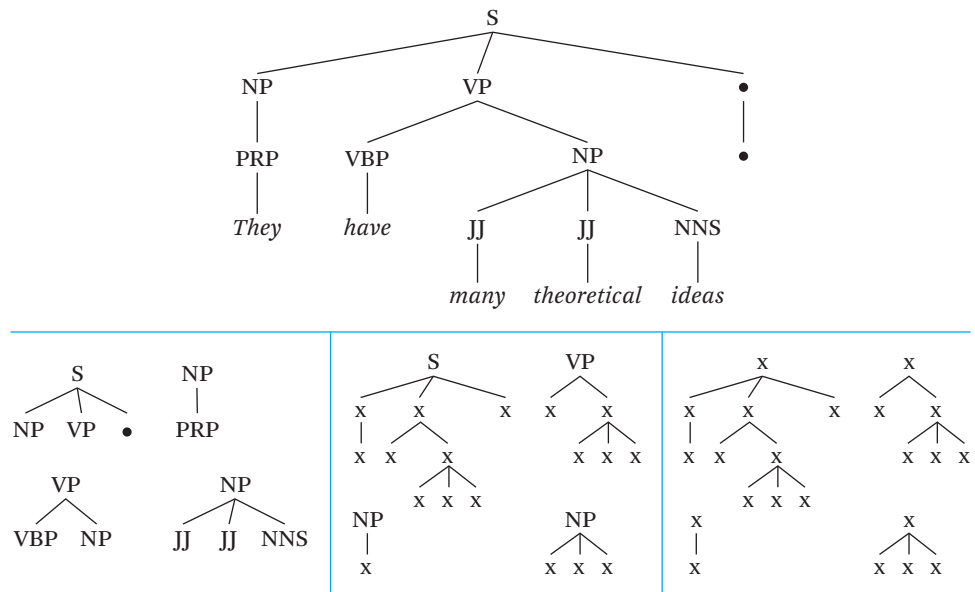 S
NP VP •
PRP VBP NP •
They have JJ JJ NNS
many theoretical ideas
S NP
NP VP • PRP
VP NP
VBP NP JJ JJ NNS
S VP
x x x x x
x x x x x x
x x x
NP NP
x x x x
x x
x x x x x
x x x x x x
x x x
x x
x x x x